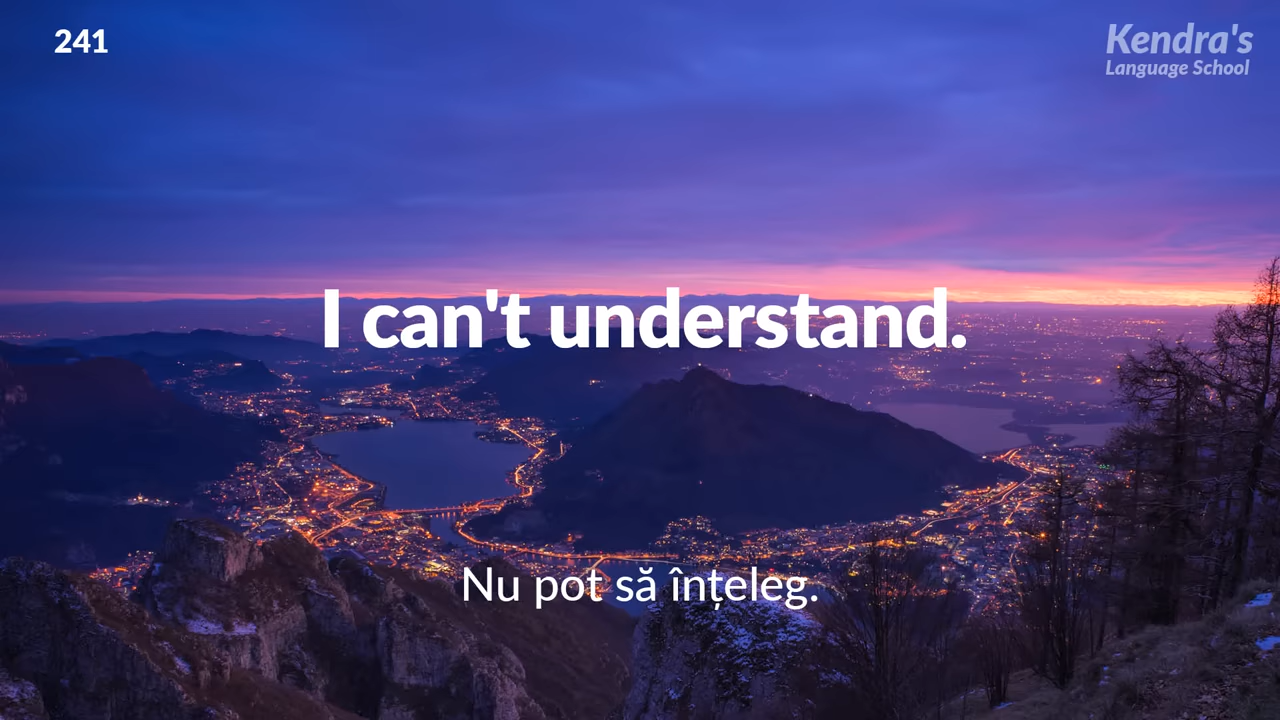 241
Kendra's
Language School
I can't understand.
Nu pot să înțeleg.